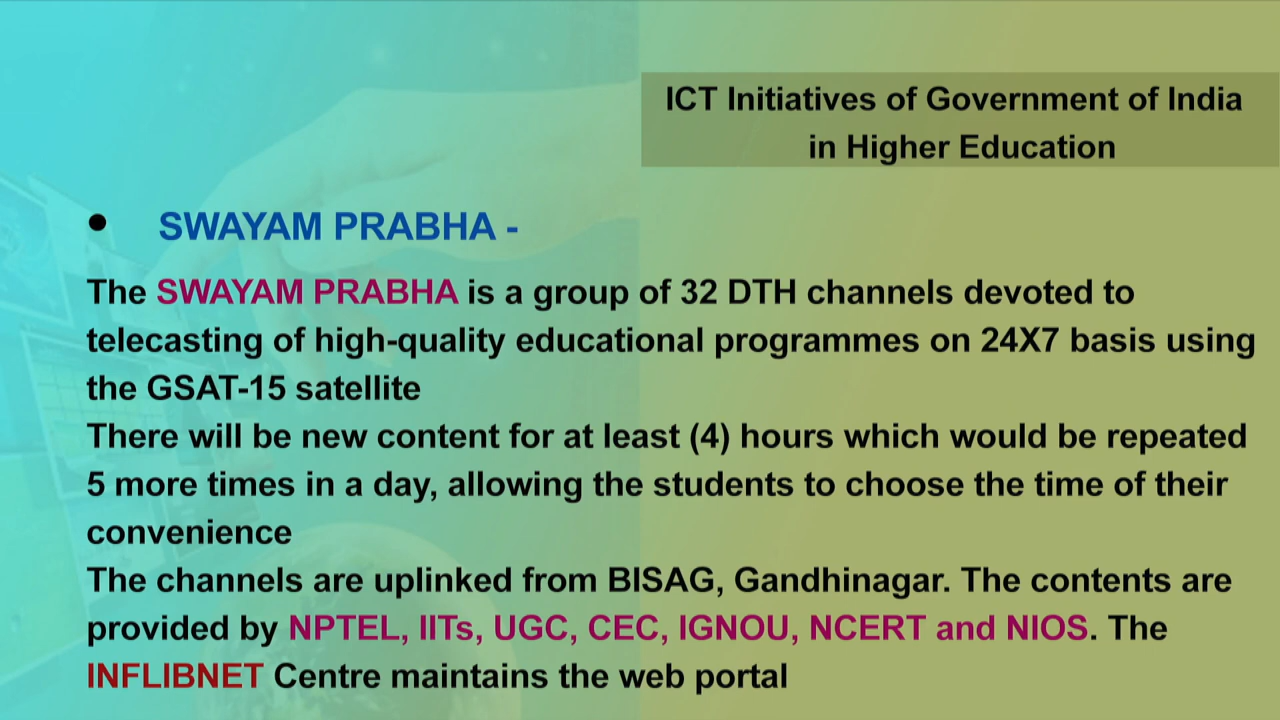 ICT Initiatives of Government of India
in Higher Education
• SWAYAM PRABHA -
The SWAYAM PRABHA is a group of 32 DTH channels devoted to
telecasting of high-quality educational programmes on 24X7 basis using
the GSAT-15 satellite
There will be new content for at least (4) hours which would be repeated
5 more times in a day, allowing the students to choose the time of their
convenience
The channels are uplinked from BISAG, Gandhinagar. The contents are
provided by NPTEL, IITs, UGC, CEC, IGNOU, NCERT and NIOS. The
INFLIBNET Centre maintains the web portal